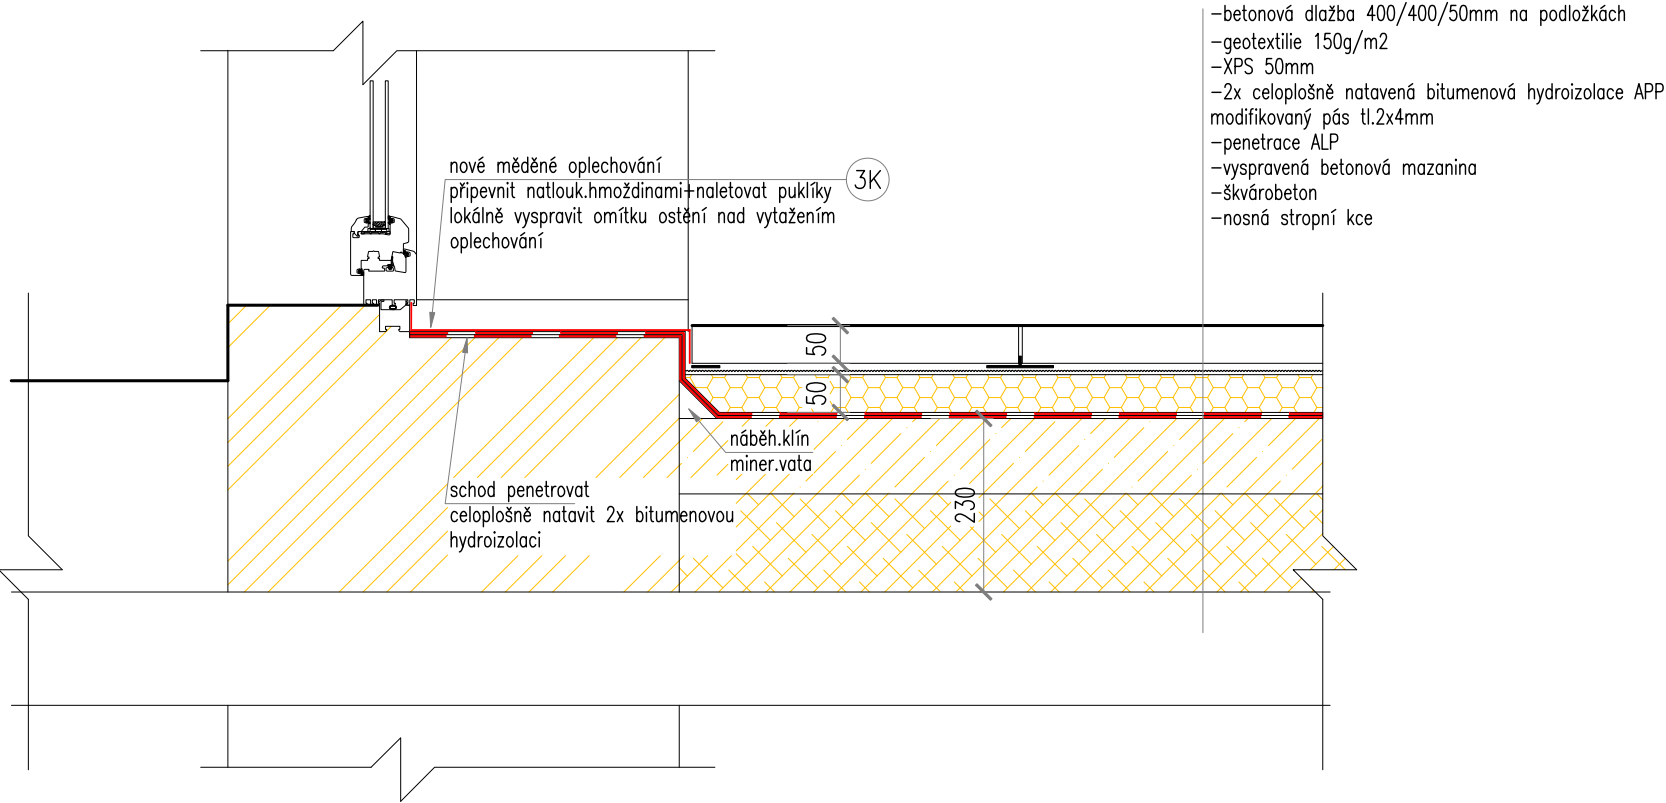 -betonová dlažba 400/400/50mm na podložkách
-geotextilie 150g/m2
-XPS 50mm
-2x celoplošně natavená bitumenová hydroizolace APP
modifikovaný pás tl.2x4mm
-penetrace ALP
-vyspravená betonová mazanina
-škvárobeton
-nosná stropní kce
nové měděné oplechování
připevnit natlouk.hmoždinami+naletovat puklíky
lokálně vyspravit omítku ostění nad vytažením
oplechování
3K
50
50
náběh.klín
miner.vata
230
schod penetrovat
celoplošně natavit 2x bitumenovou
hydroizolaci